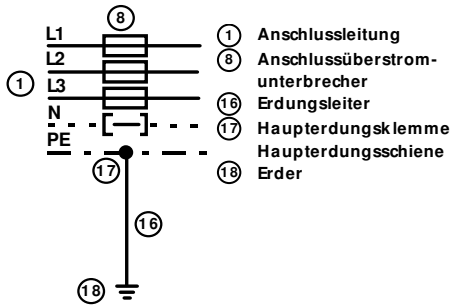 8
L1
L2
1
L3
N
PE
17
16
18
1 Anschlussleitung
8 Anschlussüberstrom-
unterbrecher
16 Erdungsleiter
17 Haupterdungsklemme
Haupterdungsschiene
18 Erder